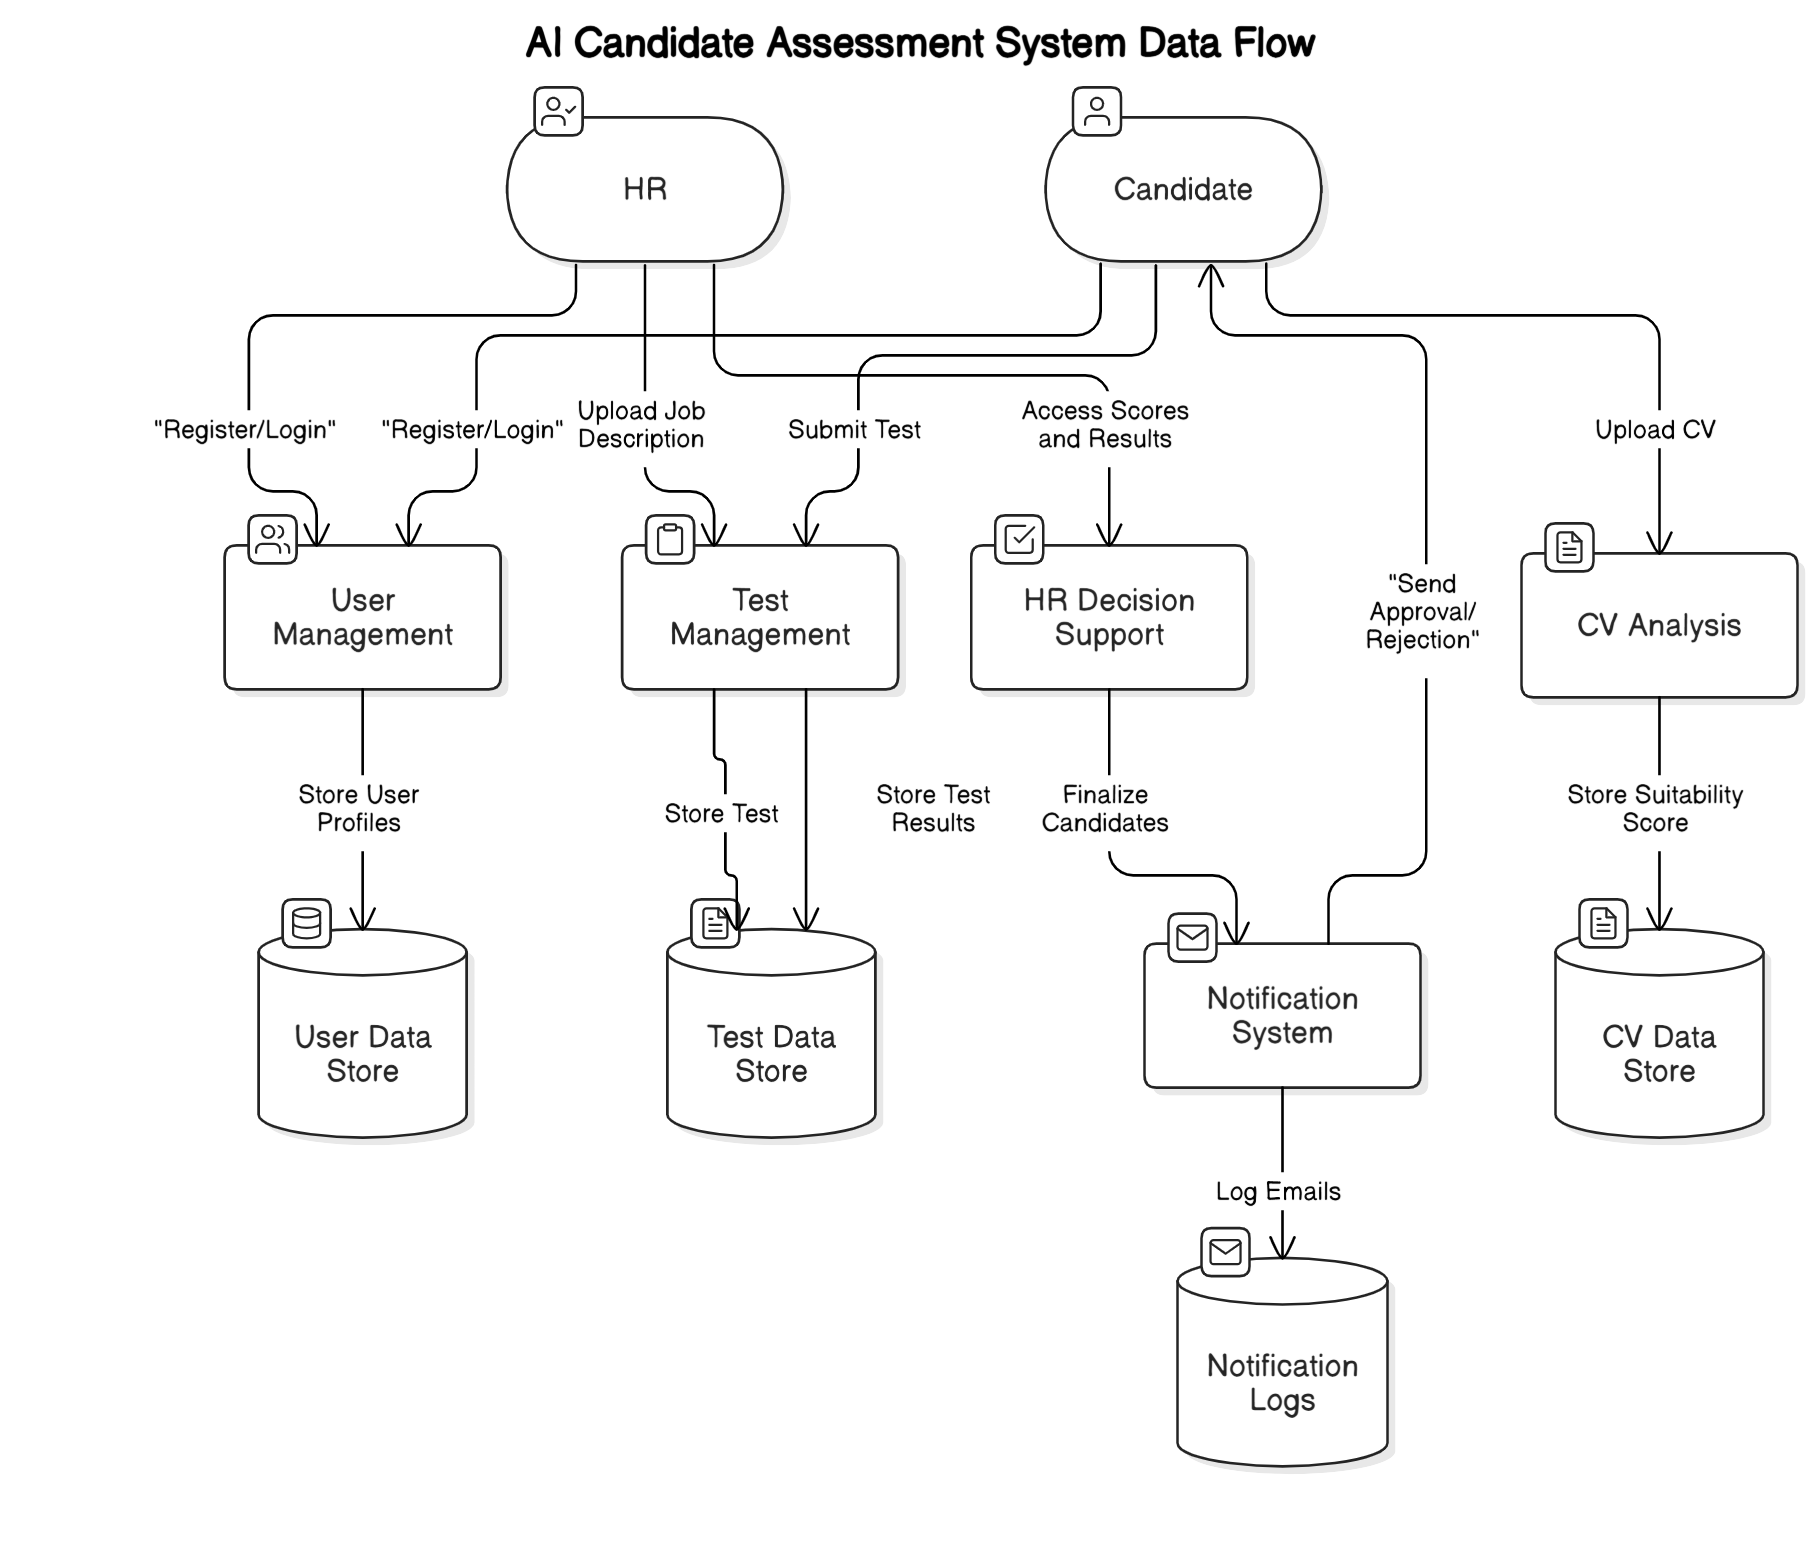 AI Candidate Assessment System Data Flow
HR
Candidate
"Register/Login"
"Register/Login"
Upload Job
Description
Submit Test
Access Scores
and Results
Upload CV
User
Management
Test
Management
HR Decision
Support
"Send
Approval/
Rejection"
CV Analysis
Store User
Profiles
Store Test
Store Test
Results
Finalize
Candidates
Store Suitability
Score
User Data
Store
Test Data
Store
Notification
System
CV Data
Store
Log Emails
Notification
Logs